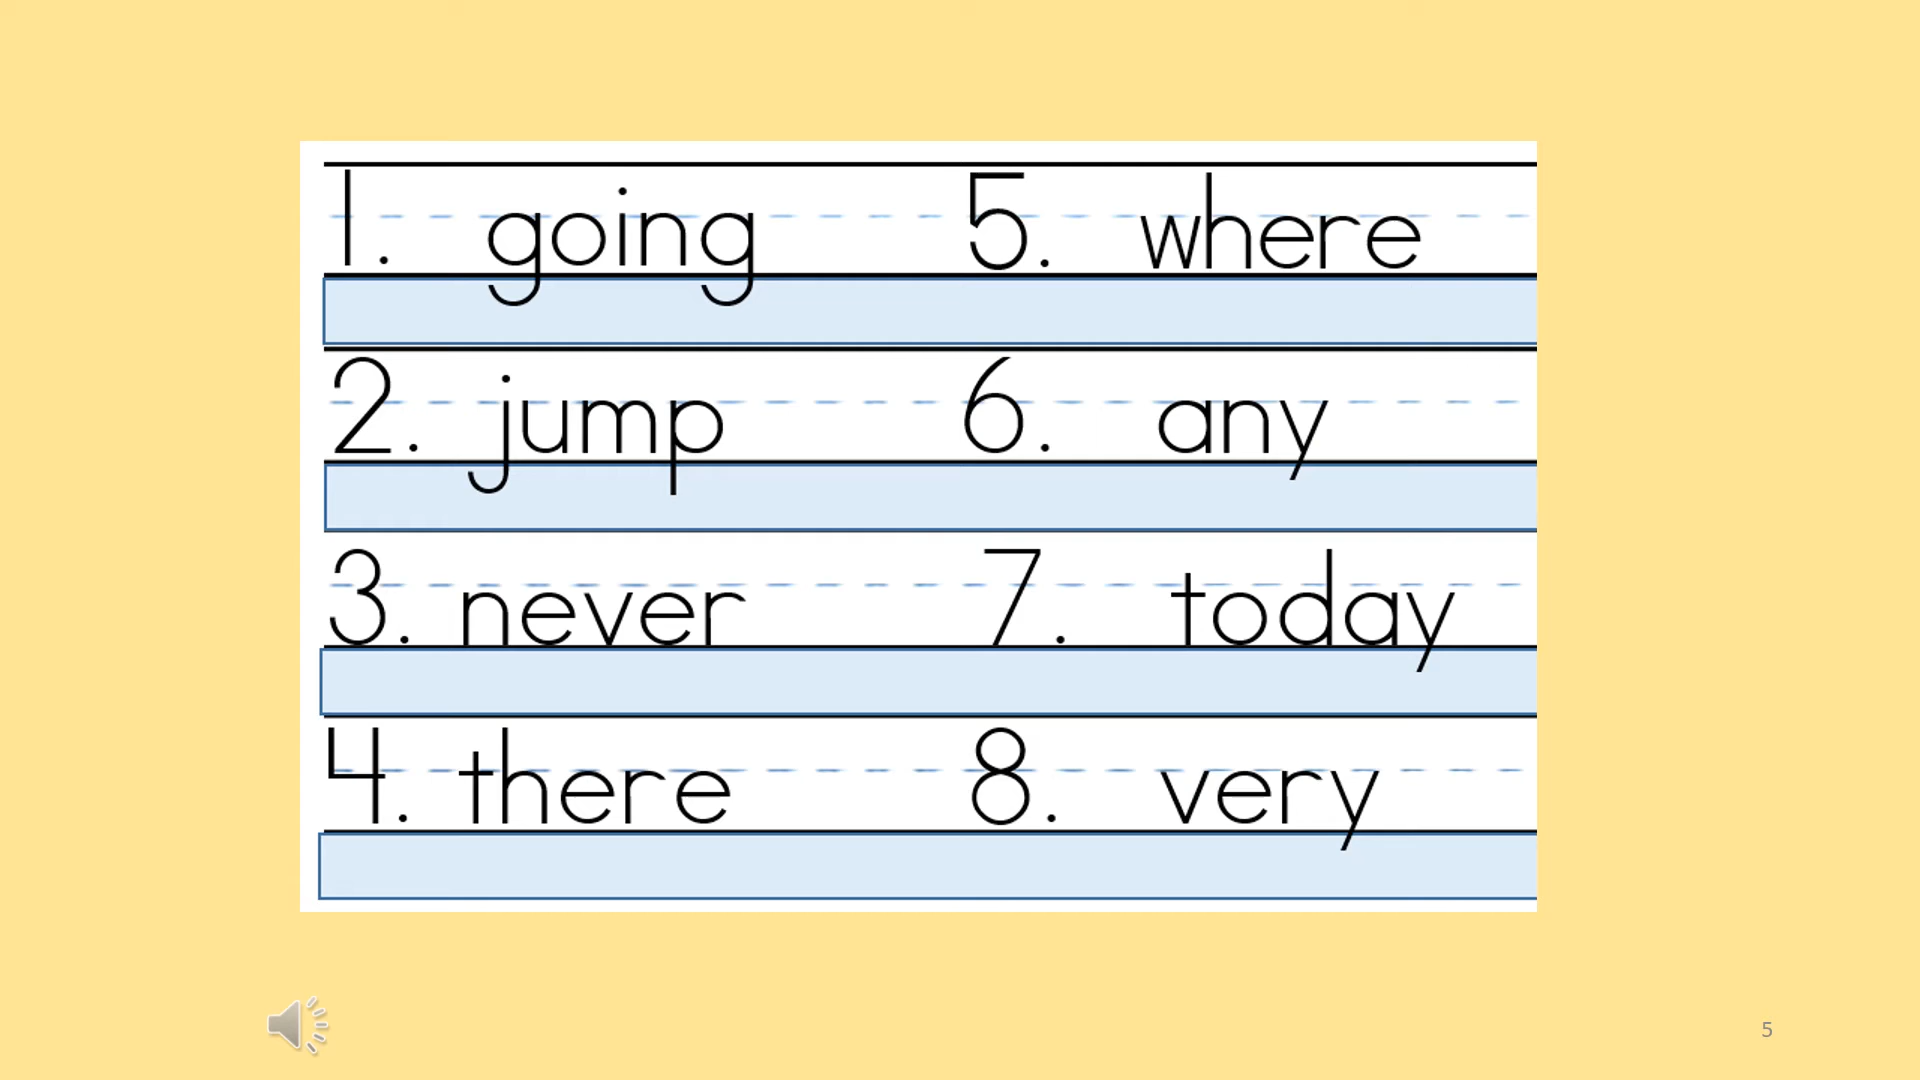 1. going 5. where
2. jump 6. any
3. never 7. today
4. there 8. very
5